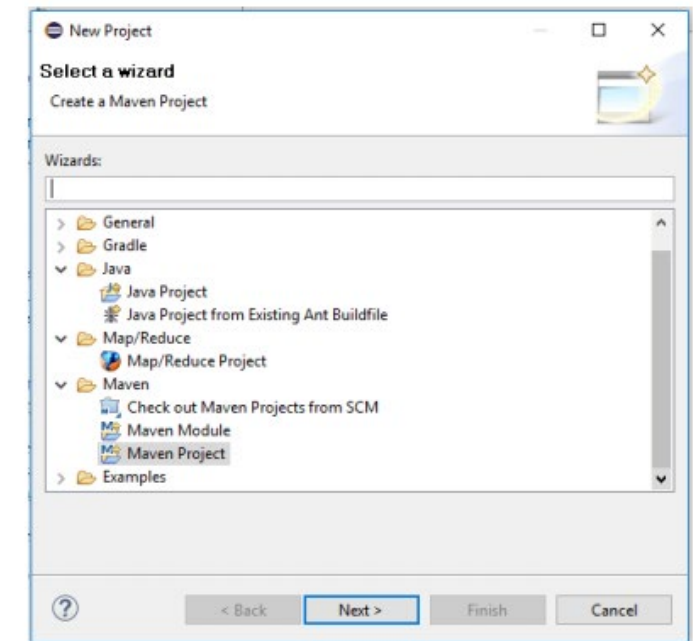 New Project
Select a wizard
Create a Maven Project
Wizards:
General
Gradle
Java
Java Project
Java Project from Existing Ant Buildfile
Map/Reduce
Map/Reduce Project
Maven
Check out Maven Projects from SCM
Maven Module
Maven Project
Examples
? < Back Next > Finish Cancel